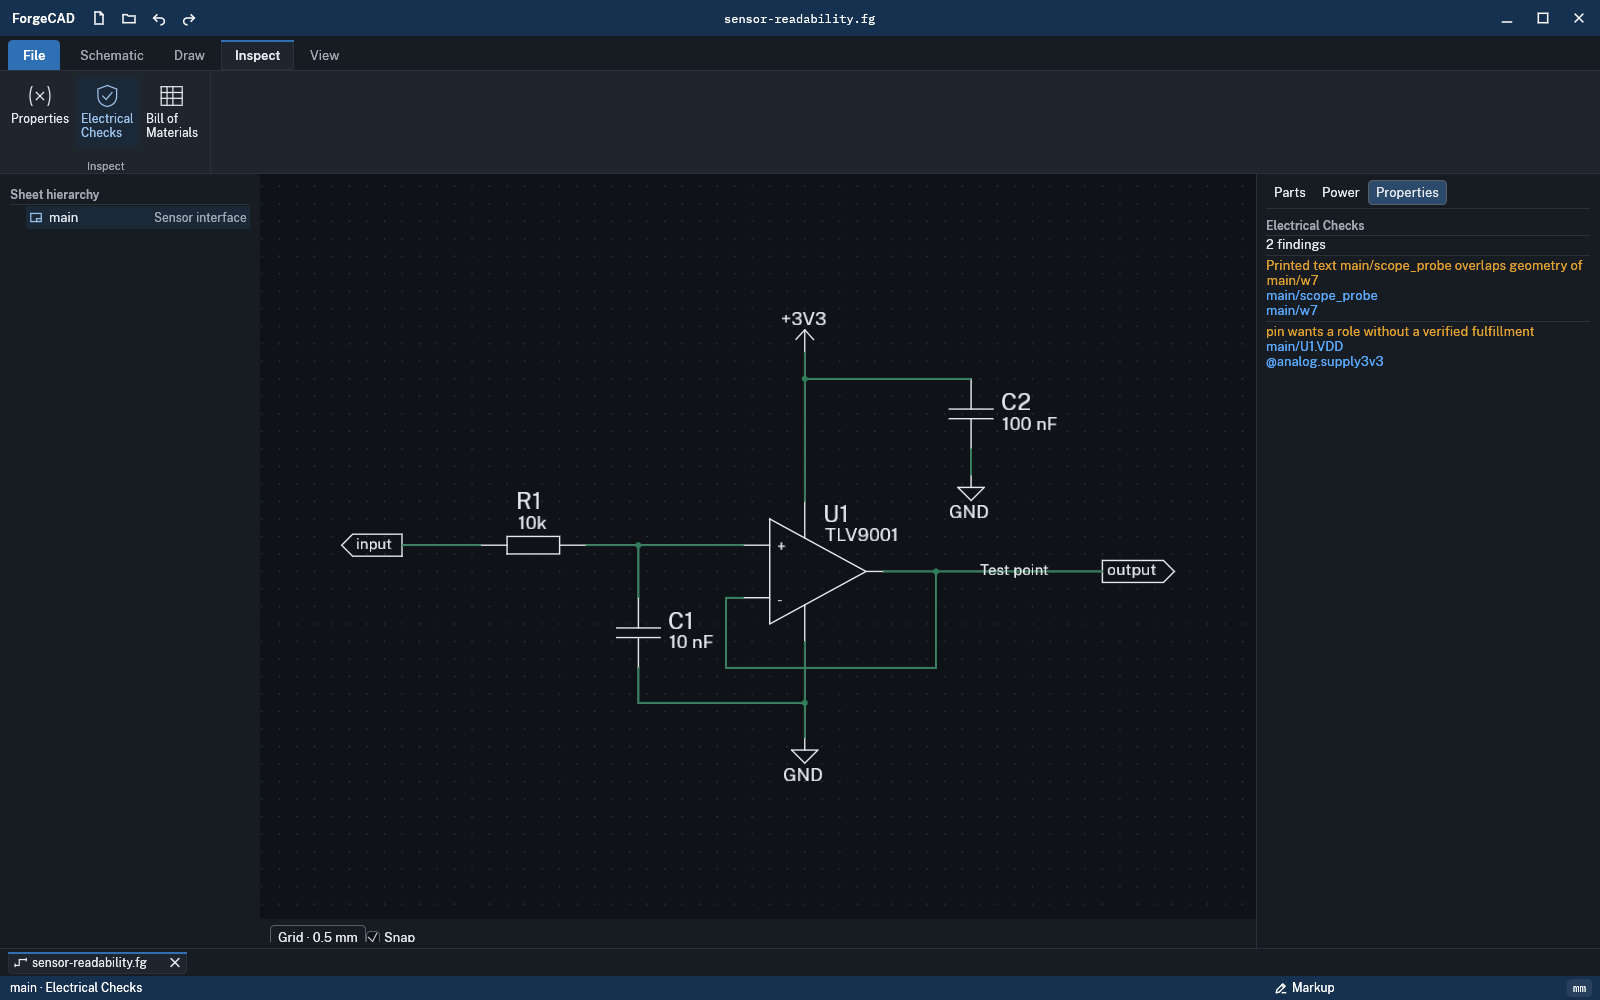 ForgeCAD
sensor-readability.fg
File
Schematic
Draw
Inspect
View
Properties
Electrical
Checks
Bill of
Materials
Inspect
Sheet hierarchy
main
Sensor interface
Parts
Power
Properties
Electrical Checks
2 findings
Printed text main/scope_probe overlaps geometry of
main/w7
main/scope_probe
main/w7
pin wants a role without a verified fulfillment
main/U1.VDD
@analog.supply3v3
+3V3
C2
100 nF
GND
R1
10k
U1
TLV9001
input
+
-
Test point
output
C1
10 nF
GND
Grid · 0.5 mm
Snap
sensor-readability.fg
main · Electrical Checks
Markup
mm